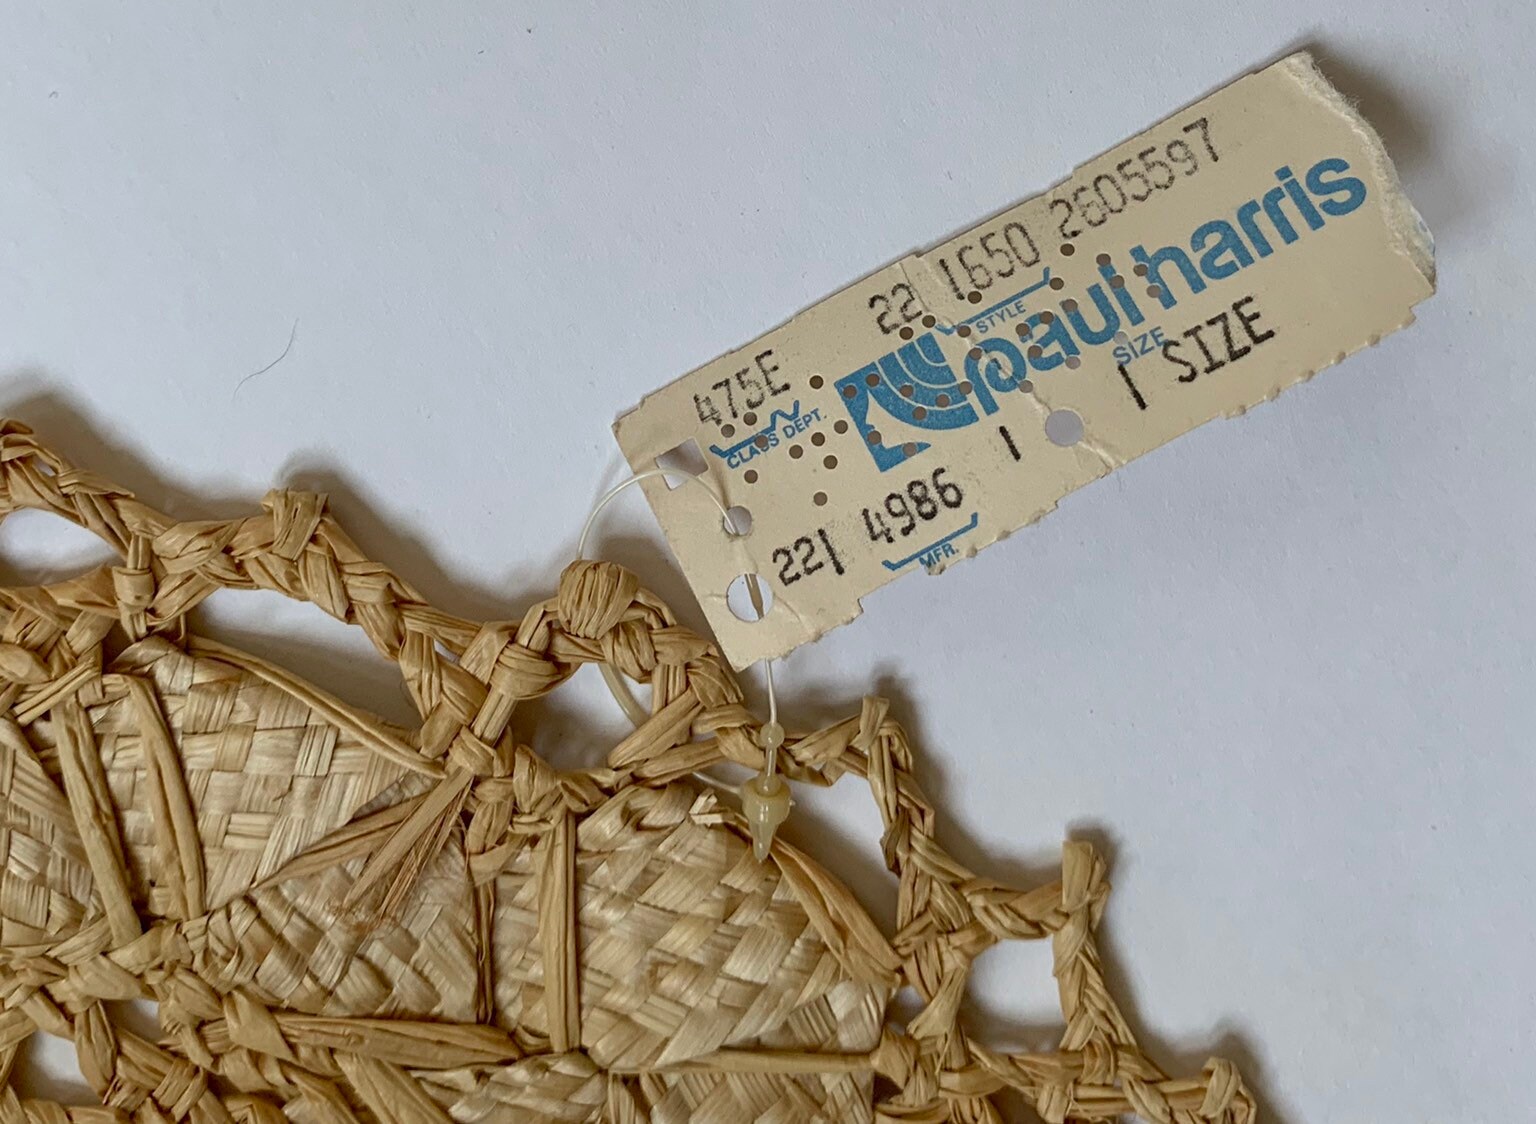 475E 22 1650 2605597
CLASS DEPT. STYLE
paul harris
SIZE
221 4986 1 1 SIZE
MFR.